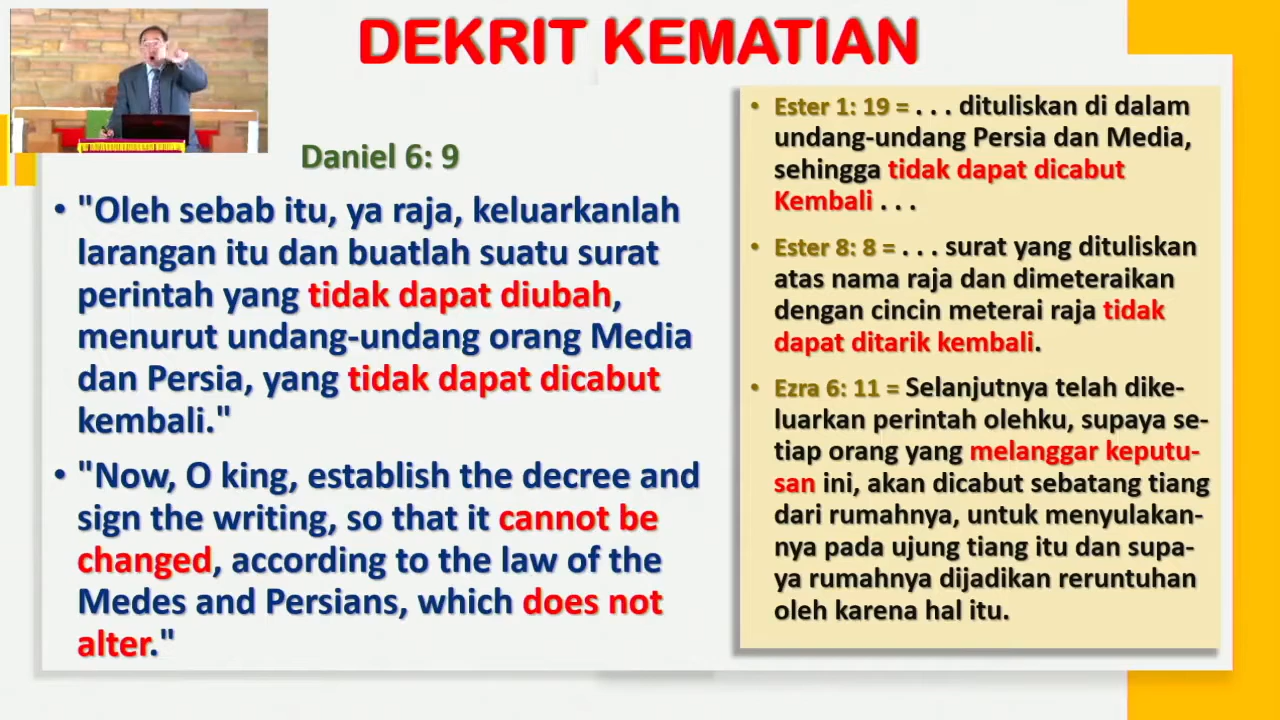 DEKRIT KEMATIAN
Daniel 6: 9
• "Oleh sebab itu, ya raja, keluarkanlah
larangan itu dan buatlah suatu surat
perintah yang tidak dapat diubah,
menurut undang-undang orang Media
dan Persia, yang tidak dapat dicabut
kembali."
• "Now, O king, establish the decree and
sign the writing, so that it cannot be
changed, according to the law of the
Medes and Persians, which does not
alter."
• Ester 1: 19 = . . . dituliskan di dalam
undang-undang Persia dan Media,
sehingga tidak dapat dicabut
Kembali . . .
• Ester 8: 8 = . . . surat yang dituliskan
atas nama raja dan dimeteraikan
dengan cincin meterai raja tidak
dapat ditarik kembali.
• Ezra 6: 11 = Selanjutnya telah dike-
luarkan perintah olehku, supaya se-
tiap orang yang melanggar keputu-
san ini, akan dicabut sebatang tiang
dari rumahnya, untuk menyulakan-
nya pada ujung tiang itu dan supa-
ya rumahnya dijadikan reruntuhan
oleh karena hal itu.